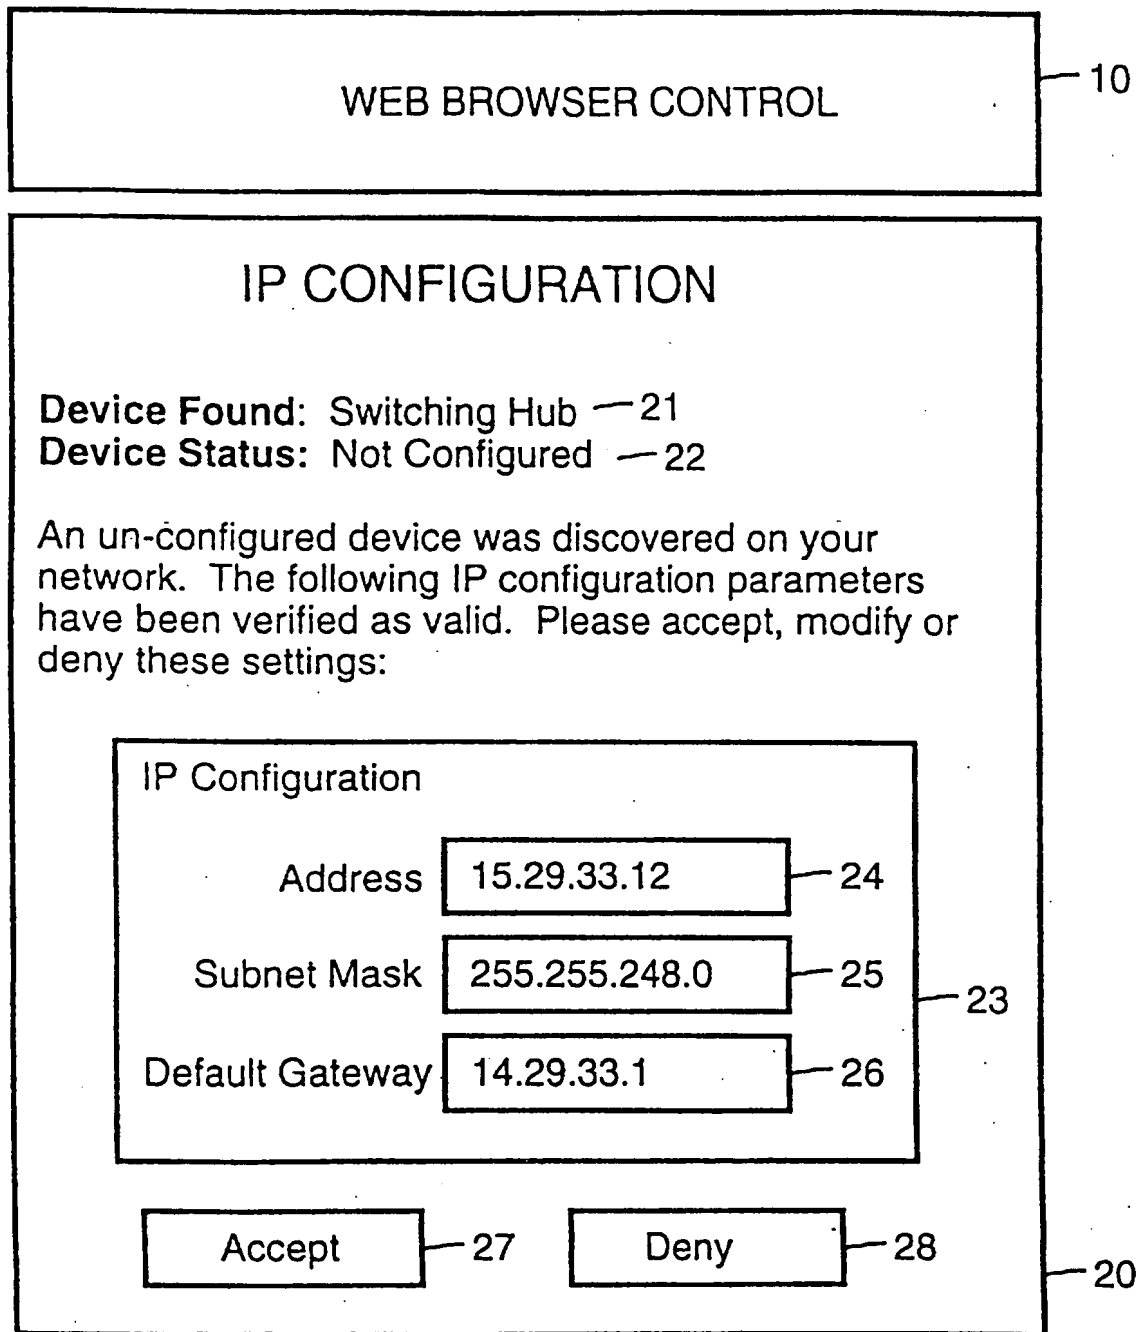 WEB BROWSER CONTROL
10
IP CONFIGURATION
Device Found: Switching Hub 21
Device Status: Not Configured 22
An un-configured device was discovered on your
network. The following IP configuration parameters
have been verified as valid. Please accept, modify or
deny these settings:
IP Configuration
Address 15.29.33.12 24
Subnet Mask 255.255.248.0 25
23
Default Gateway 14.29.33.1 26
Accept 27 Deny 28
20